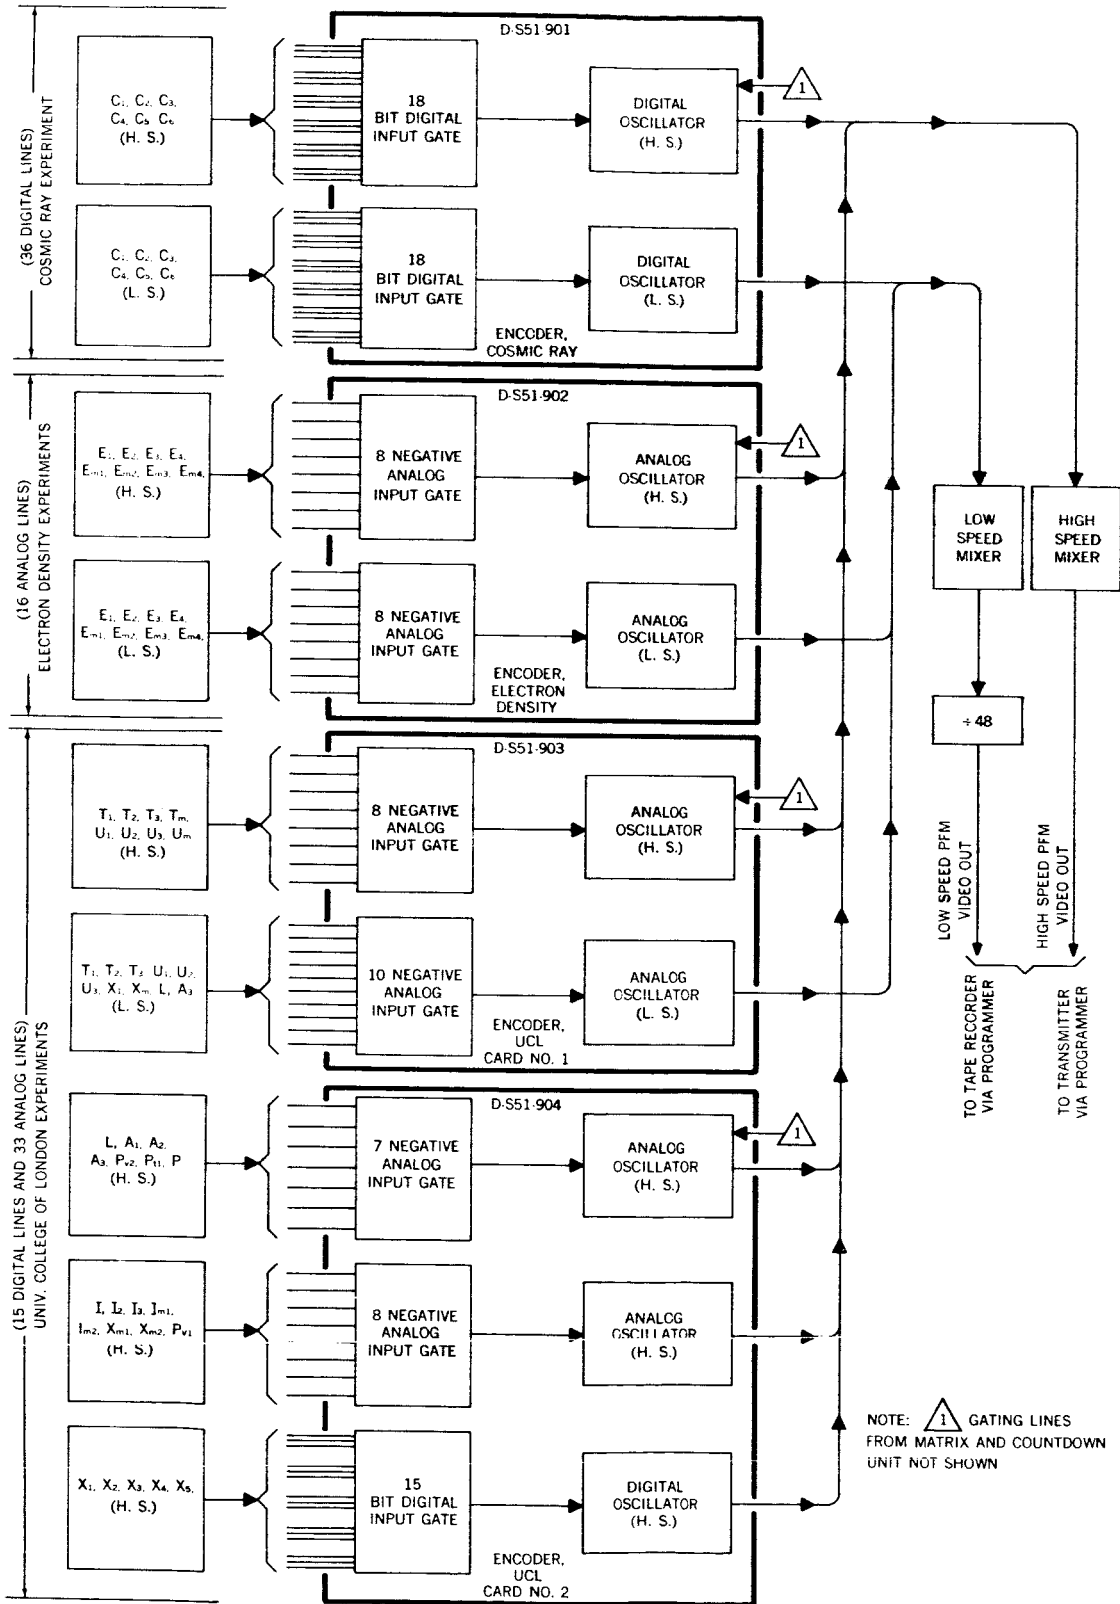 (36 DIGITAL LINES)
COSMIC RAY EXPERIMENT
C₁, C₂, C₃,
C₄, C₅, C₆
(H. S.)
D-S51-901
18
BIT DIGITAL
INPUT GATE
DIGITAL
OSCILLATOR
(H. S.)
1
C₁, C₂, C₃,
C₄, C₅, C₆
(L. S.)
18
BIT DIGITAL
INPUT GATE
DIGITAL
OSCILLATOR
(L. S.)
ENCODER,
COSMIC RAY
(16 ANALOG LINES)
ELECTRON DENSITY EXPERIMENTS
D-S51-902
E₁, E₂, E₃, E₄,
Eₘ₁, Eₘ₂, Eₘ₃, Eₘ₄,
(H. S.)
8 NEGATIVE
ANALOG
INPUT GATE
ANALOG
OSCILLATOR
(H. S.)
1
E₁, E₂, E₃, E₄,
Eₘ₁, Eₘ₂, Eₘ₃, Eₘ₄,
(L. S.)
8 NEGATIVE
ANALOG
INPUT GATE
ANALOG
OSCILLATOR
(L. S.)
ENCODER,
ELECTRON
DENSITY
LOW
SPEED
MIXER
HIGH
SPEED
MIXER
÷ 48
LOW SPEED PFM
VIDEO OUT
HIGH SPEED PFM
VIDEO OUT
TO TAPE RECORDER
VIA PROGRAMMER
TO TRANSMITTER
VIA PROGRAMMER
(15 DIGITAL LINES AND 33 ANALOG LINES)
UNIV. COLLEGE OF LONDON EXPERIMENTS
D-S51-903
T₁, T₂, T₃, Tₘ,
U₁, U₂, U₃, Uₘ
(H. S.)
8 NEGATIVE
ANALOG
INPUT GATE
ANALOG
OSCILLATOR
(H. S.)
1
T₁, T₂, T₃ U₁, U₂,
U₃, X₁, Xₘ, L, A₃
(L. S.)
10 NEGATIVE
ANALOG
INPUT GATE
ANALOG
OSCILLATOR
(L. S.)
ENCODER,
UCL
CARD NO. 1
D-S51-904
L, A₁, A₂,
A₃, Pᵥ₂, Pₜ₁, P
(H. S.)
7 NEGATIVE
ANALOG
INPUT GATE
ANALOG
OSCILLATOR
(H. S.)
1
I, I₂, I₃, Iₘ₁,
Iₘ₂, Xₘ₁, Xₘ₂, Pᵥ₁
(H. S.)
8 NEGATIVE
ANALOG
INPUT GATE
ANALOG
OSCILLATOR
(H. S.)
X₁, X₂, X₃, X₄, X₅,
(H. S.)
15
BIT DIGITAL
INPUT GATE
DIGITAL
OSCILLATOR
(H. S.)
ENCODER,
UCL
CARD NO. 2
NOTE: 1 GATING LINES
FROM MATRIX AND COUNTDOWN
UNIT NOT SHOWN